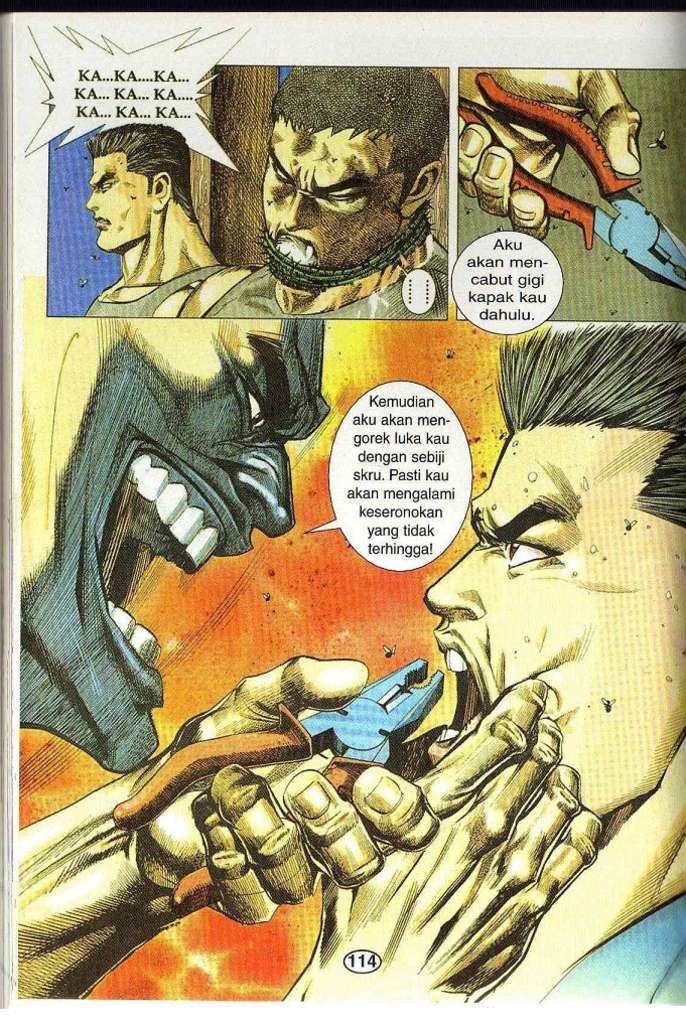 KA...KA....KA...
KA... KA... KA....
KA... KA... KA...
Aku
akan men-
cabut gigi
kapak kau
dahulu.
Kemudian
aku akan men-
gorek luka kau
dengan sebiji
skru. Pasti kau
akan mengalami
keseronokan
yang tidak
terhingga!
114